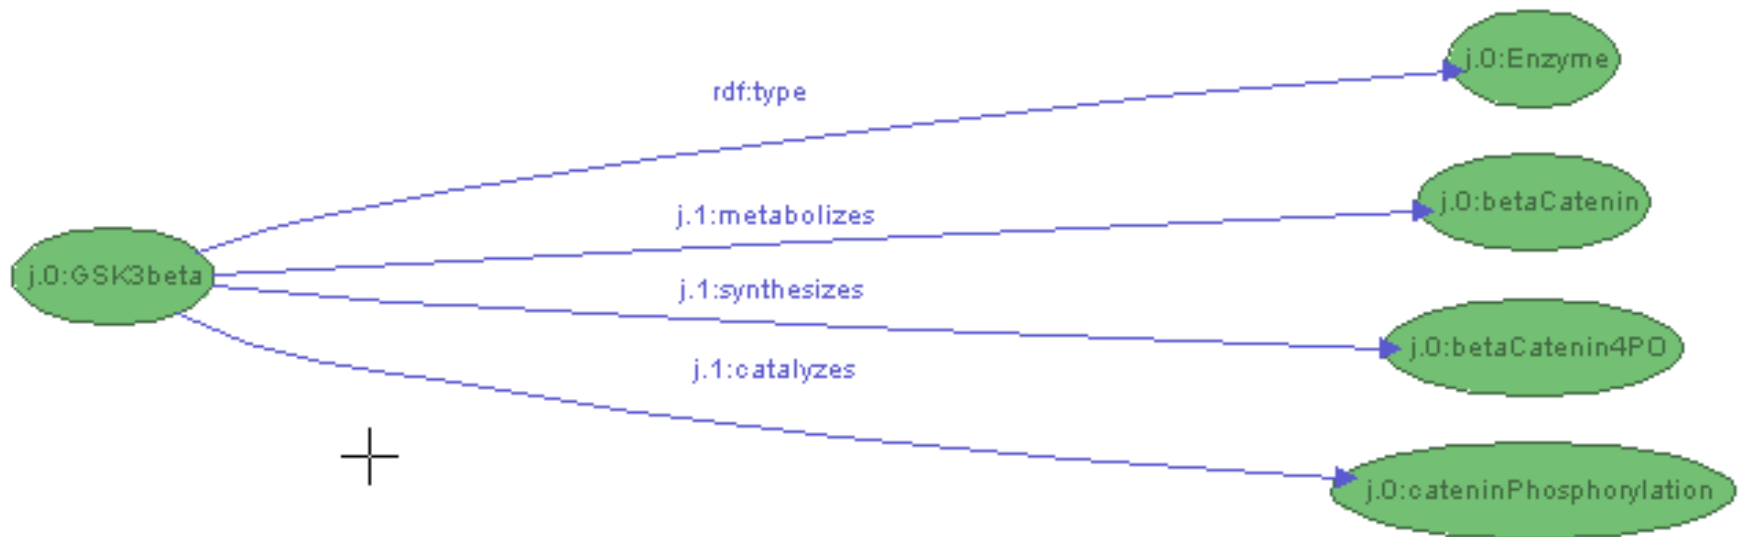 j.0:Enzyme
rdf:type
j.0:betaCatenin
j.1:metabolizes
j.0:GSK3beta
j.1:synthesizes
j.0:betaCatenin4PO
j.1:catalyzes
j.0:cateninPhosphorylation